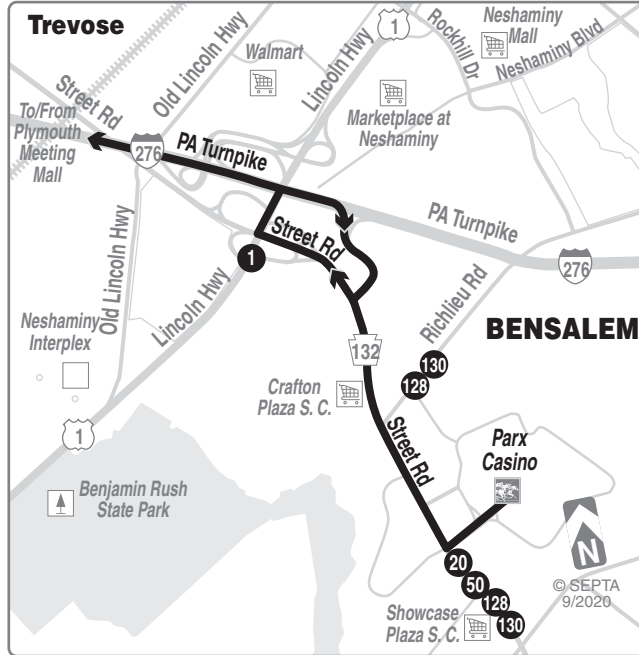 Trevose
Neshaminy
Mall
Rockhill Dr
Neshaminy Blvd
1
Lincoln Hwy
Walmart
Old Lincoln Hwy
Street Rd
To/From
Plymouth
Meeting
Mall
276
PA Turnpike
Marketplace at
Neshaminy
PA Turnpike
276
Street Rd
1
Old Lincoln Hwy
Lincoln Hwy
Neshaminy
Interplex
1
Richlieu Rd
BENSALEM
132
130
128
Crafton
Plaza S. C.
Street Rd
Parx
Casino
Benjamin Rush
State Park
N
20
50
128
130
Showcase
Plaza S. C.
© SEPTA
9/2020